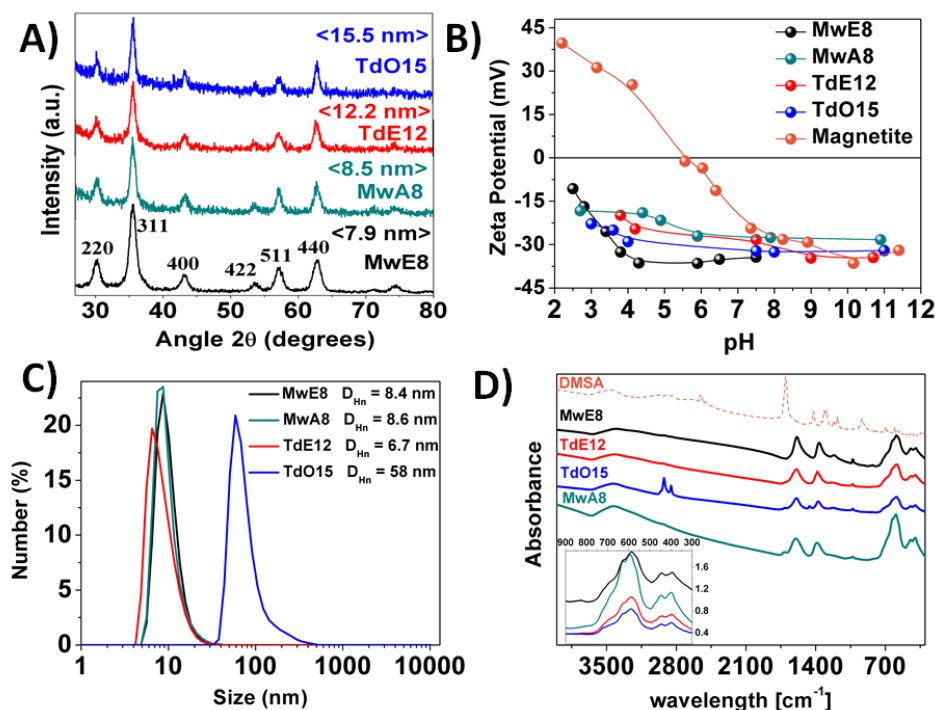 A)
Intensity (a.u.)
<15.5 nm>
TdO15
<12.2 nm>
TdE12
<8.5 nm>
MwA8
<7.9 nm>
MwE8
220
311
400
422
511
440
30 40 50 60 70 80
Angle 2θ (degrees)
B)
Zeta Potential (mV)
45
30
15
0
-15
-30
-45
MwE8
MwA8
TdE12
TdO15
Magnetite
2 3 4 5 6 7 8 9 10 11 12
pH
C)
Number (%)
20
15
10
5
0
MwE8 D_Hn = 8.4 nm
MwA8 D_Hn = 8.6 nm
TdE12 D_Hn = 6.7 nm
TdO15 D_Hn = 58 nm
1 10 100 1000
Size (nm)
D)
Absorbance
DMSA
MwE8
TdE12
TdO15
MwA8
900 800 700 600 500 400 300
1.6
1.2
0.8
0.4
3500 2800 2100 1400 700
wavelength [cm⁻¹]